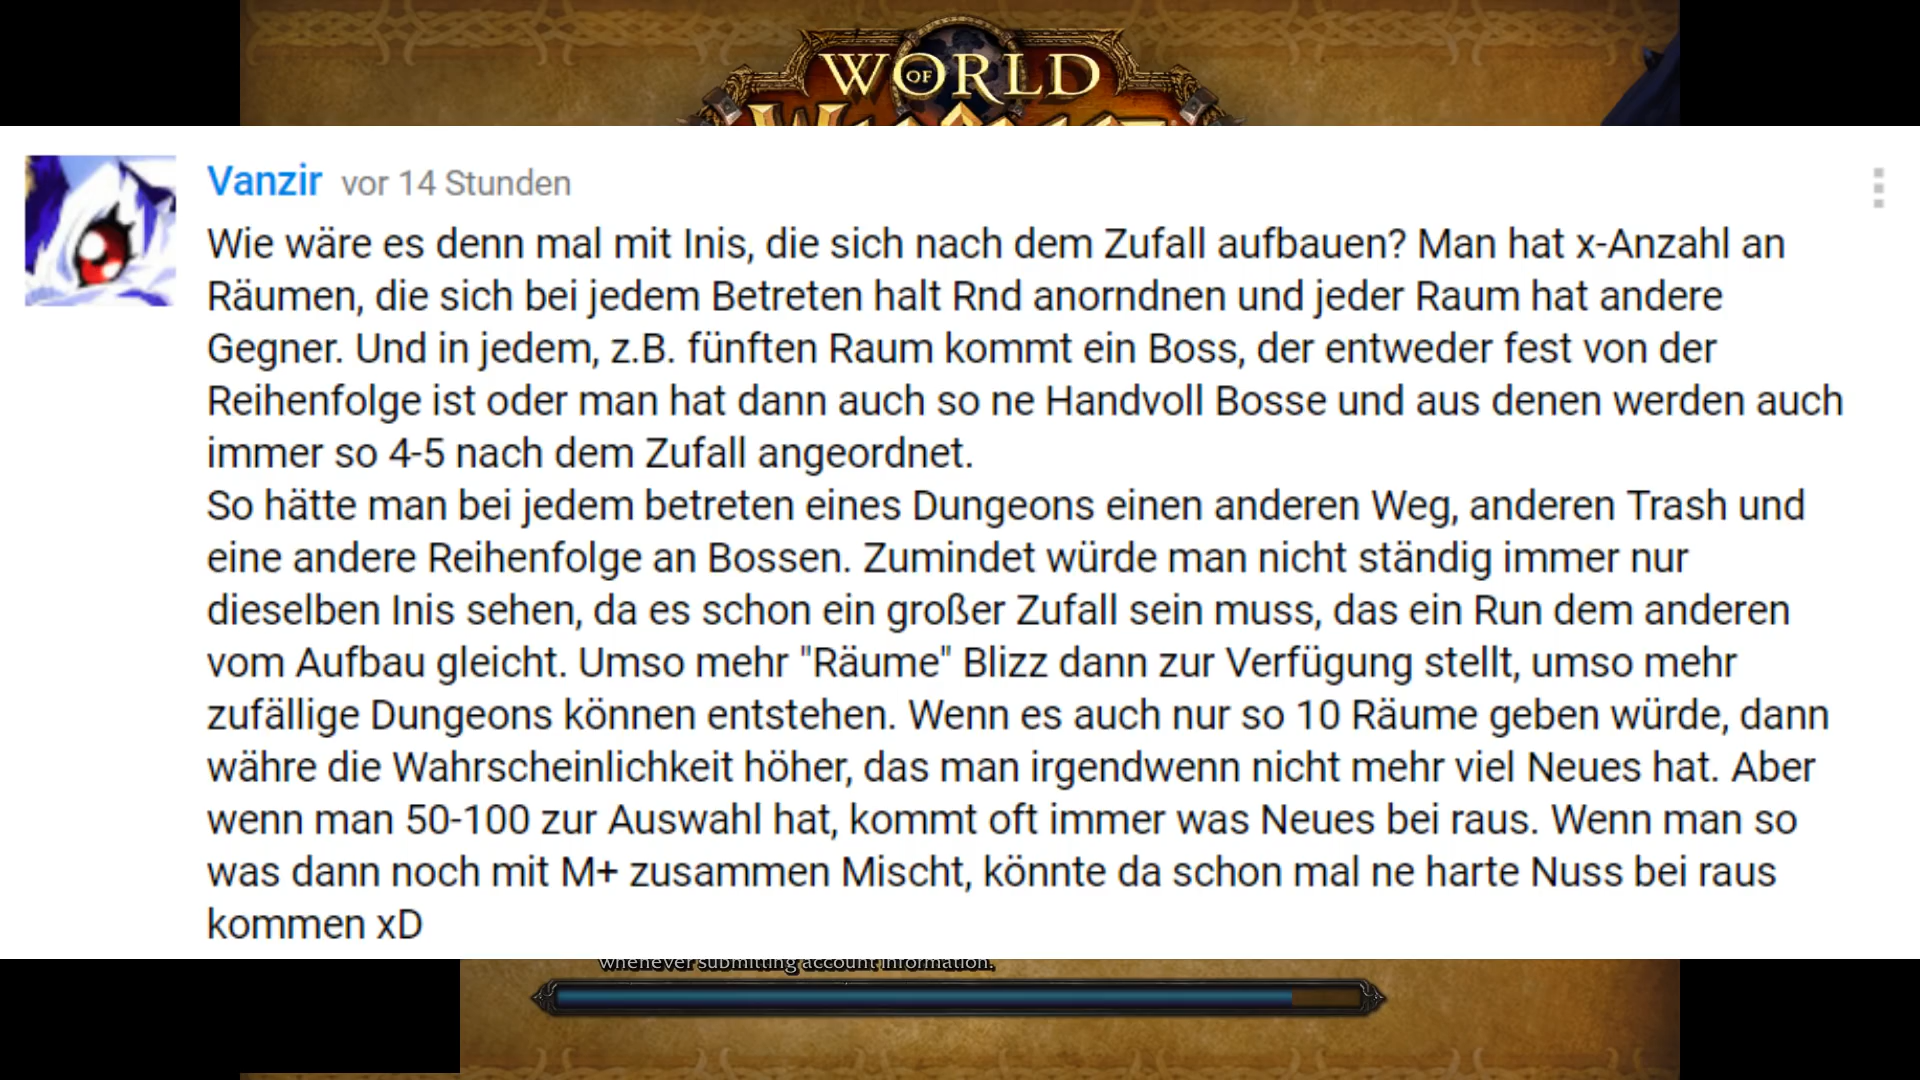 WORLD
OF
Vanzir vor 14 Stunden
Wie wäre es denn mal mit Inis, die sich nach dem Zufall aufbauen? Man hat x-Anzahl an
Räumen, die sich bei jedem Betreten halt Rnd anorndnen und jeder Raum hat andere
Gegner. Und in jedem, z.B. fünften Raum kommt ein Boss, der entweder fest von der
Reihenfolge ist oder man hat dann auch so ne Handvoll Bosse und aus denen werden auch
immer so 4-5 nach dem Zufall angeordnet.
So hätte man bei jedem betreten eines Dungeons einen anderen Weg, anderen Trash und
eine andere Reihenfolge an Bossen. Zumindet würde man nicht ständig immer nur
dieselben Inis sehen, da es schon ein großer Zufall sein muss, das ein Run dem anderen
vom Aufbau gleicht. Umso mehr "Räume" Blizz dann zur Verfügung stellt, umso mehr
zufällige Dungeons können entstehen. Wenn es auch nur so 10 Räume geben würde, dann
währe die Wahrscheinlichkeit höher, das man irgendwenn nicht mehr viel Neues hat. Aber
wenn man 50-100 zur Auswahl hat, kommt oft immer was Neues bei raus. Wenn man so
was dann noch mit M+ zusammen Mischt, könnte da schon mal ne harte Nuss bei raus
kommen xD
whenever submitting account information.